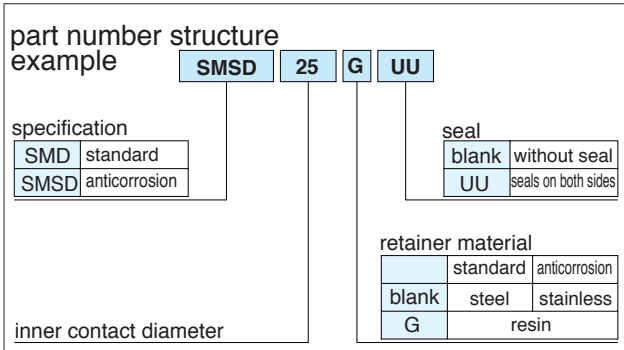 part number structure
example
SMSD 25 G UU
specification
SMD standard
SMSD anticorrosion
seal
blank without seal
UU seals on both sides
retainer material
standard anticorrosion
blank steel stainless
G resin
inner contact diameter